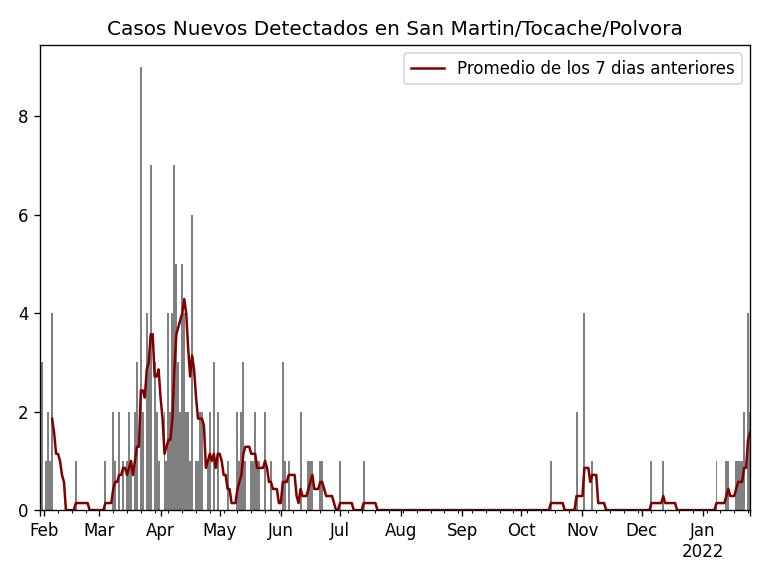 Casos Nuevos Detectados en San Martin/Tocache/Polvora
Promedio de los 7 dias anteriores
8
6
4
2
0
Feb Mar Apr May Jun Jul Aug Sep Oct Nov Dec Jan
2022